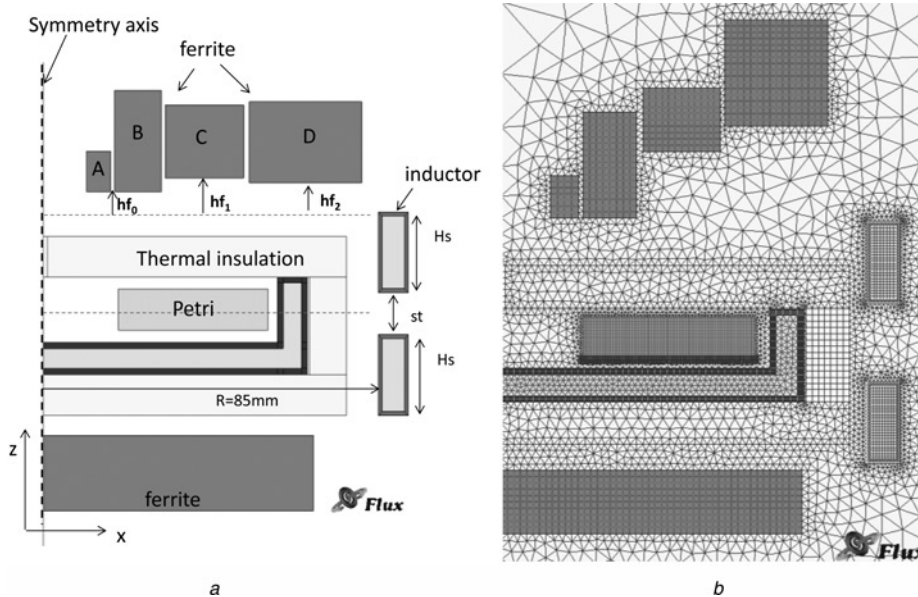 Symmetry axis
ferrite
A
B
C
D
hf0
hf1
hf2
inductor
Hs
Thermal insulation
Petri
st
Hs
R=85mm
z
ferrite
Flux
x
a
Flux
b